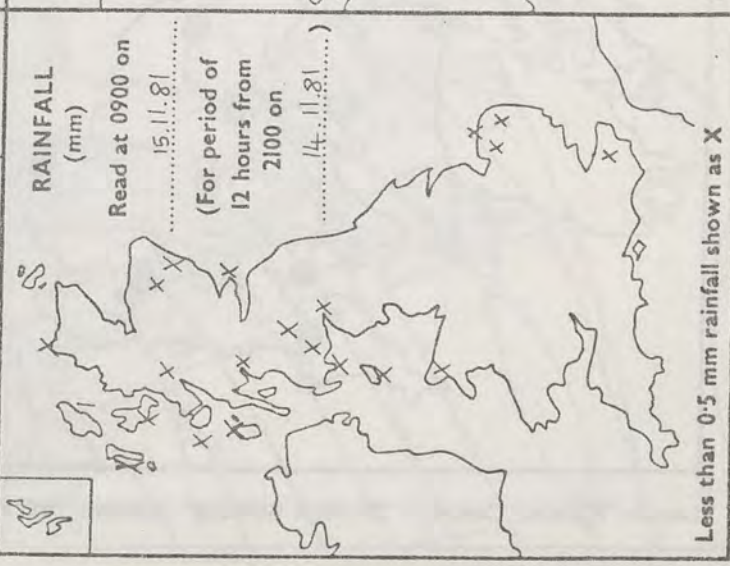 RAINFALL
(mm)
Read at 0900 on
15.11.81
(For period of
12 hours from
2100 on
14.11.81)
Less than 0·5 mm rainfall shown as X